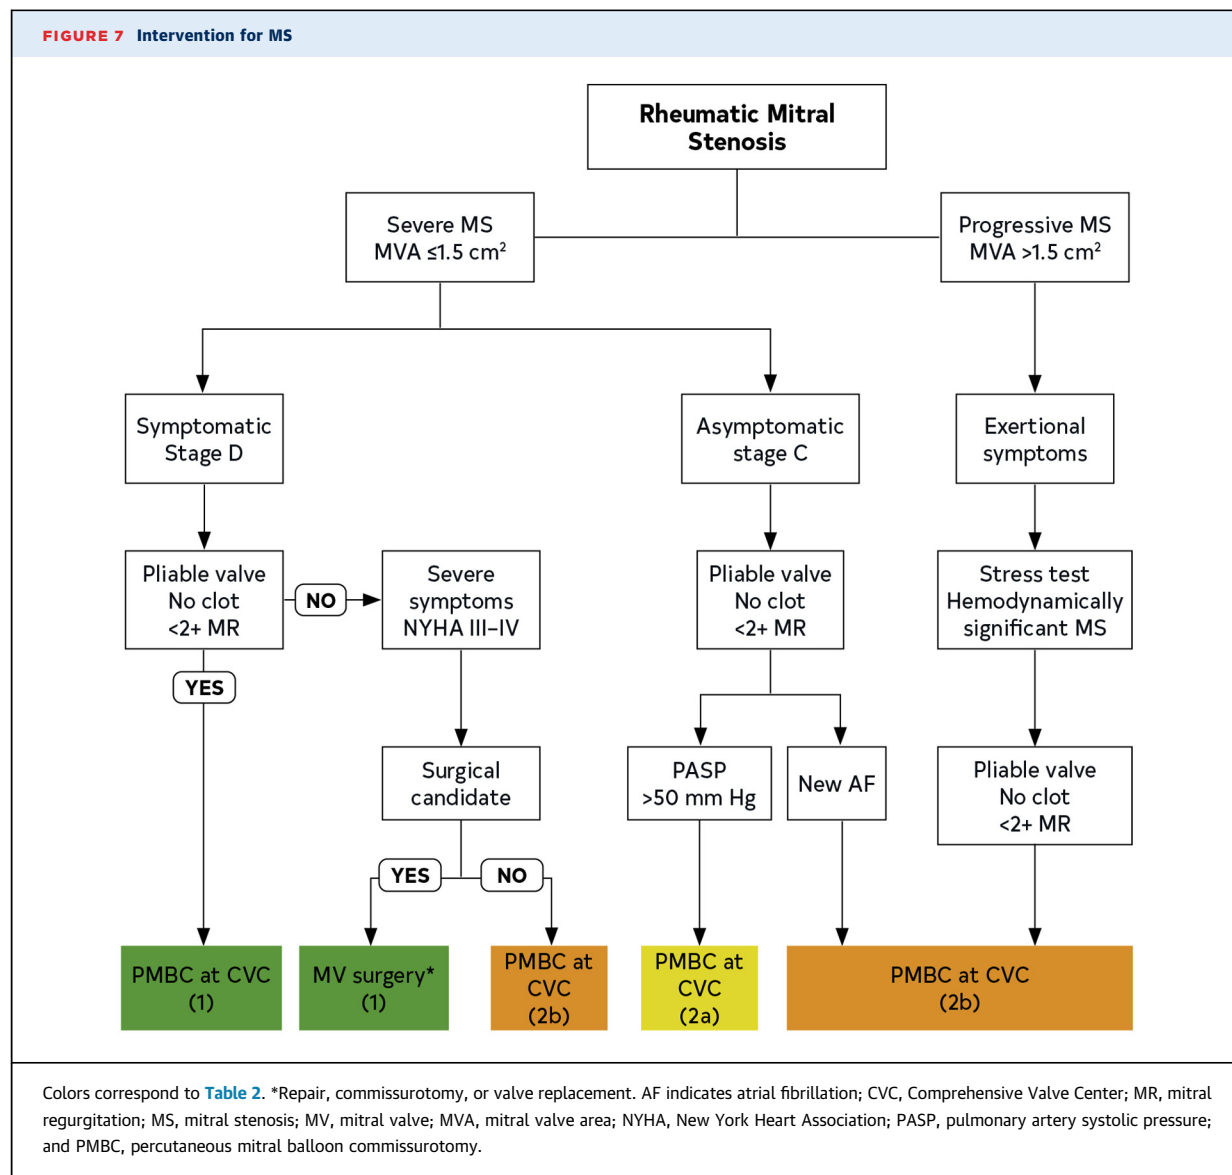 FIGURE 7 Intervention for MS
Rheumatic Mitral
Stenosis
Severe MS
MVA ≤1.5 cm²
Progressive MS
MVA >1.5 cm²
Symptomatic
Stage D
Asymptomatic
stage C
Exertional
symptoms
Pliable valve
No clot
<2+ MR
NO
Severe
symptoms
NYHA III–IV
Pliable valve
No clot
<2+ MR
Stress test
Hemodynamically
significant MS
YES
Surgical
candidate
PASP
>50 mm Hg
New AF
Pliable valve
No clot
<2+ MR
YES
NO
PMBC at CVC
(1)
MV surgery*
(1)
PMBC at
CVC
(2b)
PMBC at
CVC
(2a)
PMBC at CVC
(2b)
Colors correspond to Table 2. *Repair, commissurotomy, or valve replacement. AF indicates atrial fibrillation; CVC, Comprehensive Valve Center; MR, mitral
regurgitation; MS, mitral stenosis; MV, mitral valve; MVA, mitral valve area; NYHA, New York Heart Association; PASP, pulmonary artery systolic pressure;
and PMBC, percutaneous mitral balloon commissurotomy.